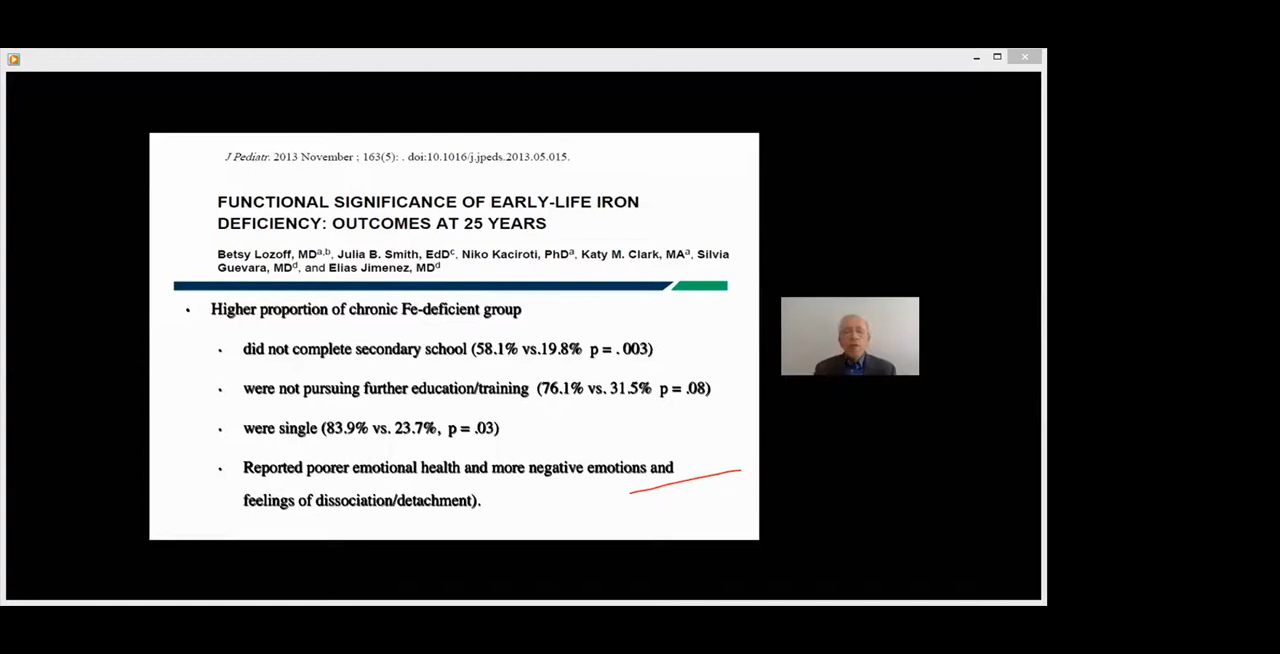 J Pediatr. 2013 November ; 163(5): . doi:10.1016/j.jpeds.2013.05.015.
FUNCTIONAL SIGNIFICANCE OF EARLY-LIFE IRON
DEFICIENCY: OUTCOMES AT 25 YEARS
Betsy Lozoff, MDa,b, Julia B. Smith, EdDc, Niko Kaciroti, PhDa, Katy M. Clark, MAa, Silvia
Guevara, MDd, and Elias Jimenez, MDd
• Higher proportion of chronic Fe-deficient group
· did not complete secondary school (58.1% vs.19.8% p = . 003)
· were not pursuing further education/training (76.1% vs. 31.5% p = .08)
· were single (83.9% vs. 23.7%, p = .03)
· Reported poorer emotional health and more negative emotions and
feelings of dissociation/detachment).